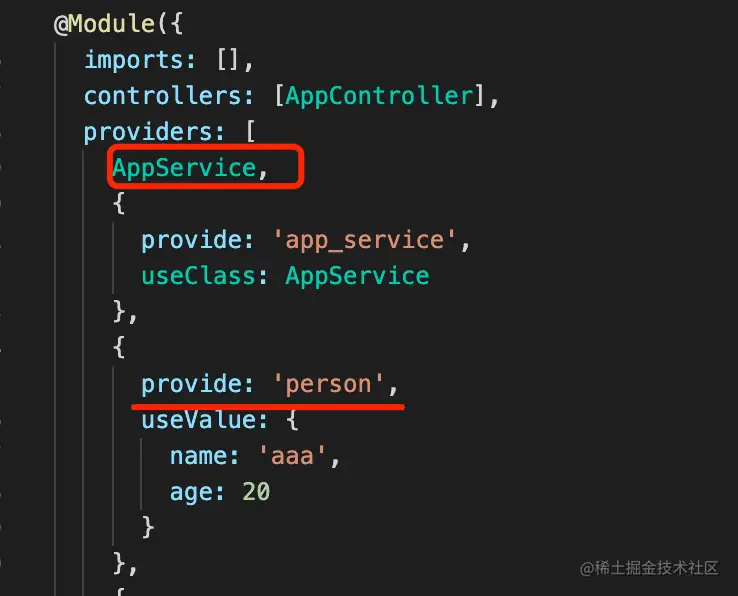 @Module({
imports: [],
controllers: [AppController],
providers: [
AppService,
{
provide: 'app_service',
useClass: AppService
},
{
provide: 'person',
useValue: {
name: 'aaa',
age: 20
}
},
{
@稀土掘金技术社区